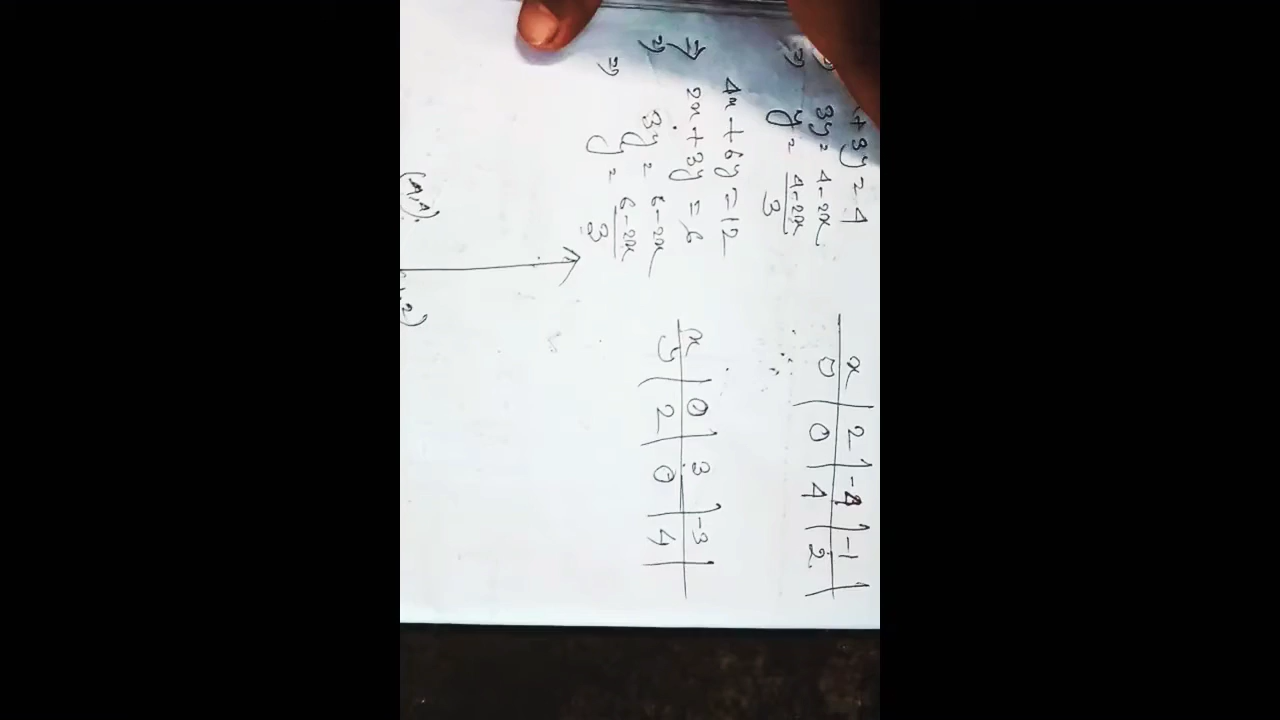 x + 3y = 4
3y = 4 - 2x
y = 4 - 2x / 3
x | 2 | -4 | -1
y | 0 | 4 | 2
4x + 6y = 12
⇒ 2x + 3y = 6
⇒ 3y = 6 - 2x
⇒ y = 6 - 2x / 3
x | 0 | 3 | -3
y | 2 | 0 | 4